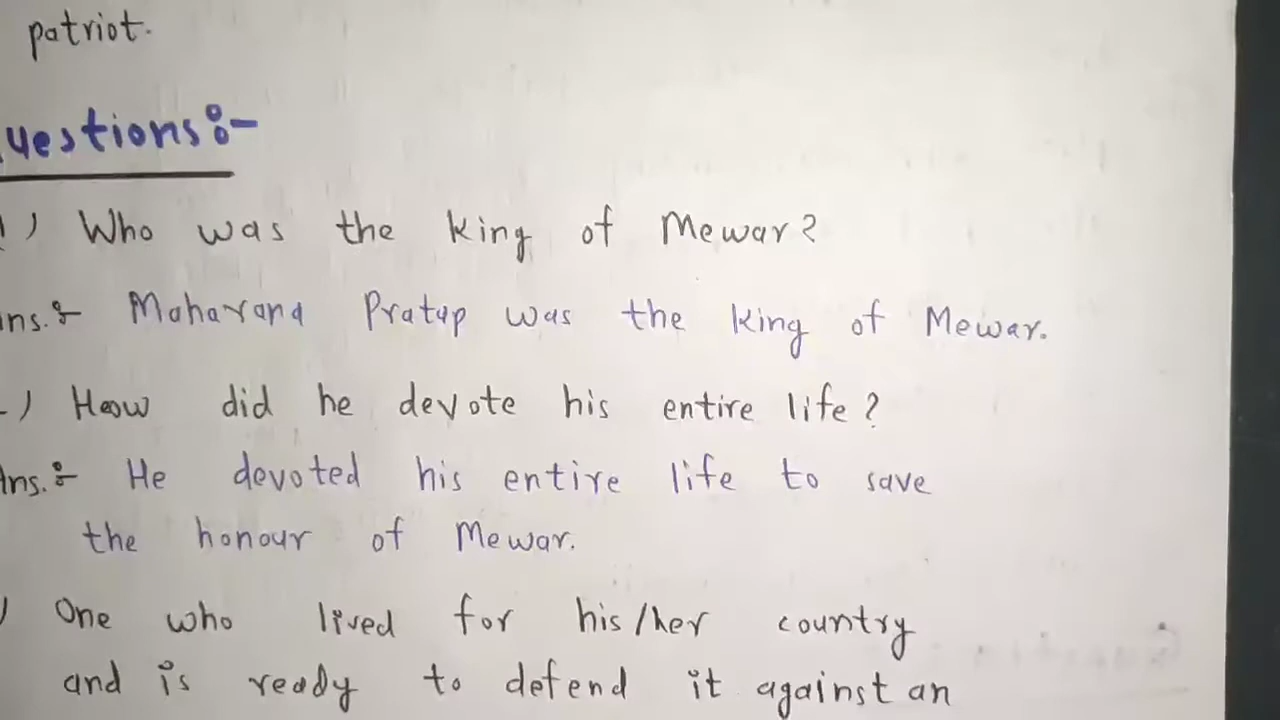 patriot.
uestions:-
1) Who was the king of Mewar?
ns.:- Maharana Pratap was the king of Mewar.
) How did he devote his entire life?
Ans.:- He devoted his entire life to save
the honour of Mewar.
) One who lived for his/her country
and is ready to defend it against an